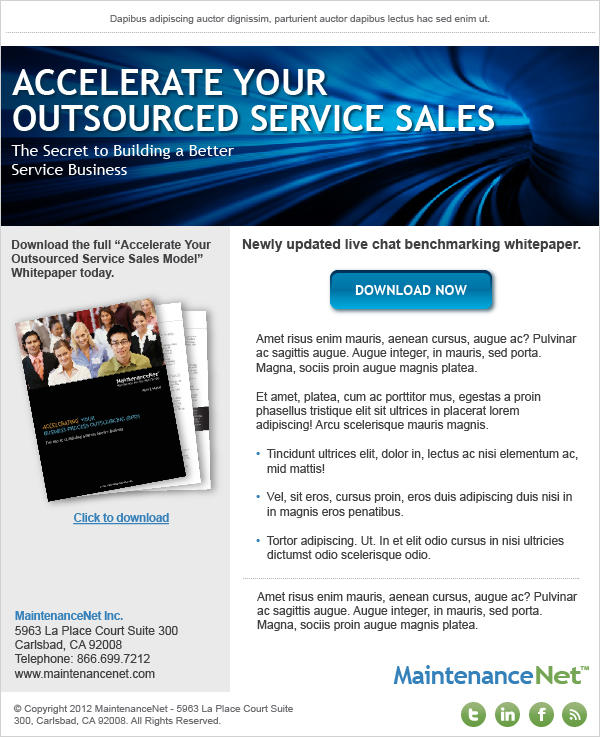 Dapibus adipiscing auctor dignissim, parturient auctor dapibus lectus hac sed enim ut.
ACCELERATE YOUR
OUTSOURCED SERVICE SALES
The Secret to Building a Better
Service Business
Download the full “Accelerate Your
Outsourced Service Sales Model”
Whitepaper today.
MaintenanceNet
ACCELERATING YOUR
BUSINESS PROCESS OUTSOURCING (BPO)
Click to download
MaintenanceNet Inc.
5963 La Place Court Suite 300
Carlsbad, CA 92008
Telephone: 866.699.7212
www.maintenancenet.com
Newly updated live chat benchmarking whitepaper.
DOWNLOAD NOW
Amet risus enim mauris, aenean cursus, augue ac? Pulvinar
ac sagittis augue. Augue integer, in mauris, sed porta.
Magna, sociis proin augue magnis platea.
Et amet, platea, cum ac porttitor mus, egestas a proin
phasellus tristique elit sit ultrices in placerat lorem
adipiscing! Arcu scelerisque mauris magnis.
• Tincidunt ultrices elit, dolor in, lectus ac nisi elementum ac,
mid mattis!
• Vel, sit eros, cursus proin, eros duis adipiscing duis nisi in
in magnis eros penatibus.
• Tortor adipiscing. Ut. In et elit odio cursus in nisi ultricies
dictumst odio scelerisque odio.
Amet risus enim mauris, aenean cursus, augue ac? Pulvinar
ac sagittis augue. Augue integer, in mauris, sed porta.
Magna, sociis proin augue magnis platea.
MaintenanceNet™
© Copyright 2012 MaintenanceNet - 5963 La Place Court Suite
300, Carlsbad, CA 92008. All Rights Reserved.